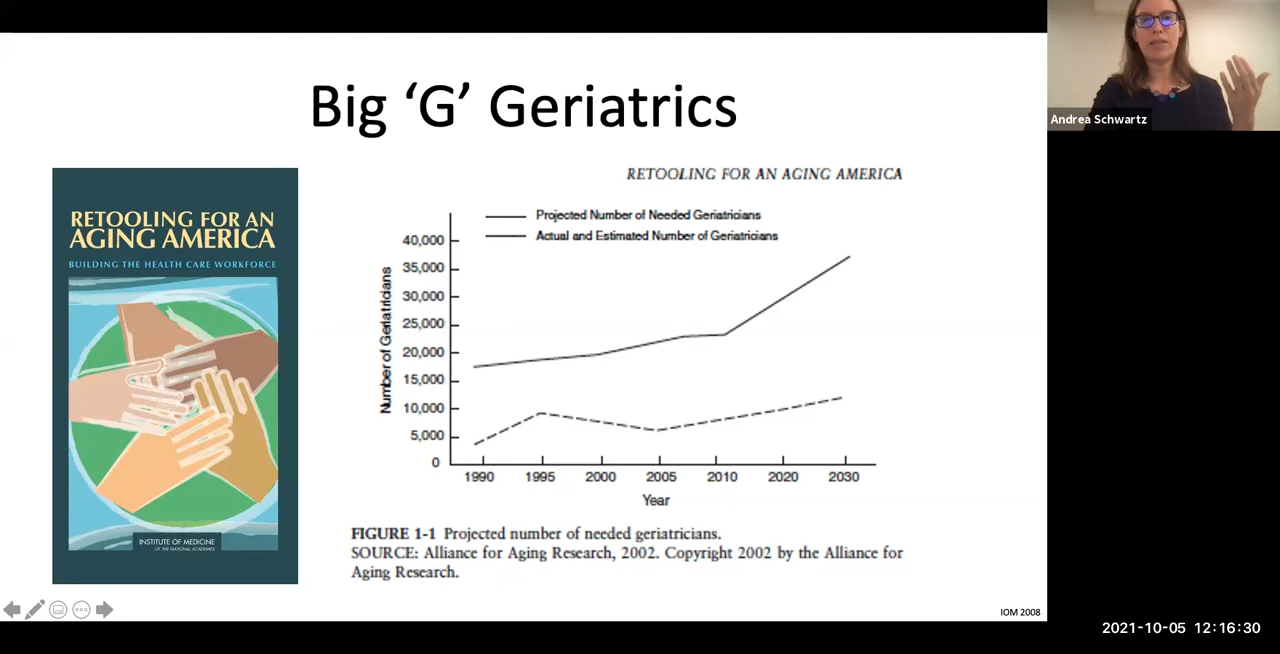 Big ‘G’ Geriatrics
Andrea Schwartz
RETOOLING FOR AN
AGING AMERICA
BUILDING THE HEALTH CARE WORKFORCE
INSTITUTE OF MEDICINE
OF THE NATIONAL ACADEMIES
RETOOLING FOR AN AGING AMERICA
Projected Number of Needed Geriatricians
Actual and Estimated Number of Geriatricians
Number of Geriatricians
40,000
35,000
30,000
25,000
20,000
15,000
10,000
5,000
0
1990 1995 2000 2005 2010 2020 2030
Year
FIGURE 1-1 Projected number of needed geriatricians.
SOURCE: Alliance for Aging Research, 2002. Copyright 2002 by the Alliance for
Aging Research.
IOM 2008
2021-10-05 12:16:30